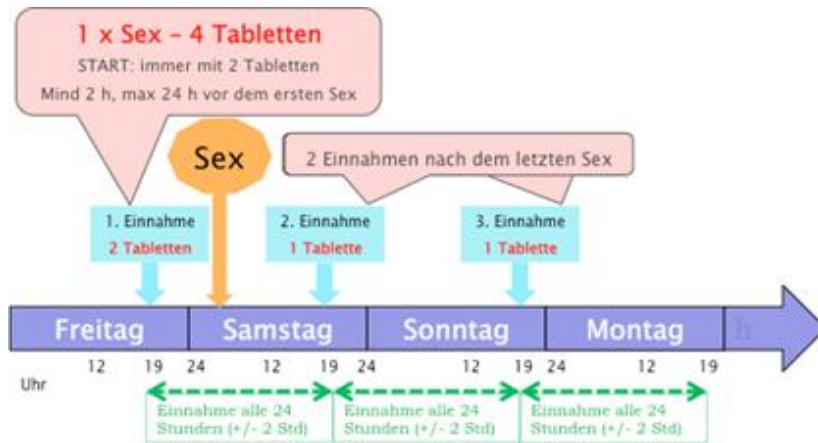 1 x Sex – 4 Tabletten
START: immer mit 2 Tabletten
Mind 2 h, max 24 h vor dem ersten Sex
Sex
2 Einnahmen nach dem letzten Sex
1. Einnahme
2 Tabletten
2. Einnahme
1 Tablette
3. Einnahme
1 Tablette
Freitag
Samstag
Sonntag
Montag
h
12 19 24 12 19 24 12 19 24 12 19
Uhr
Einnahme alle 24
Stunden (+/- 2 Std)
Einnahme alle 24
Stunden (+/- 2 Std)
Einnahme alle 24
Stunden (+/- 2 Std)